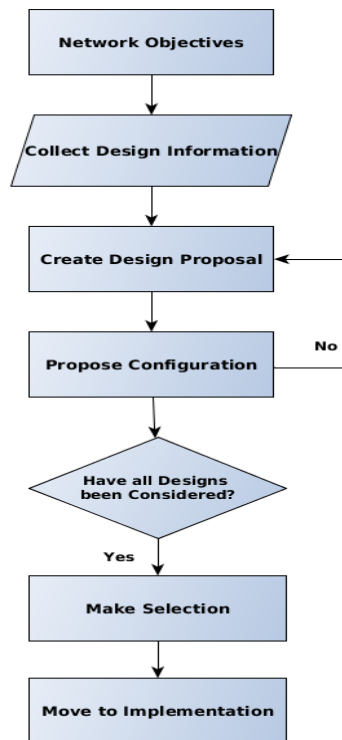 Network Objectives
Collect Design Information
Create Design Proposal
No
Propose Configuration
Have all Designs
been Considered?
Yes
Make Selection
Move to Implementation